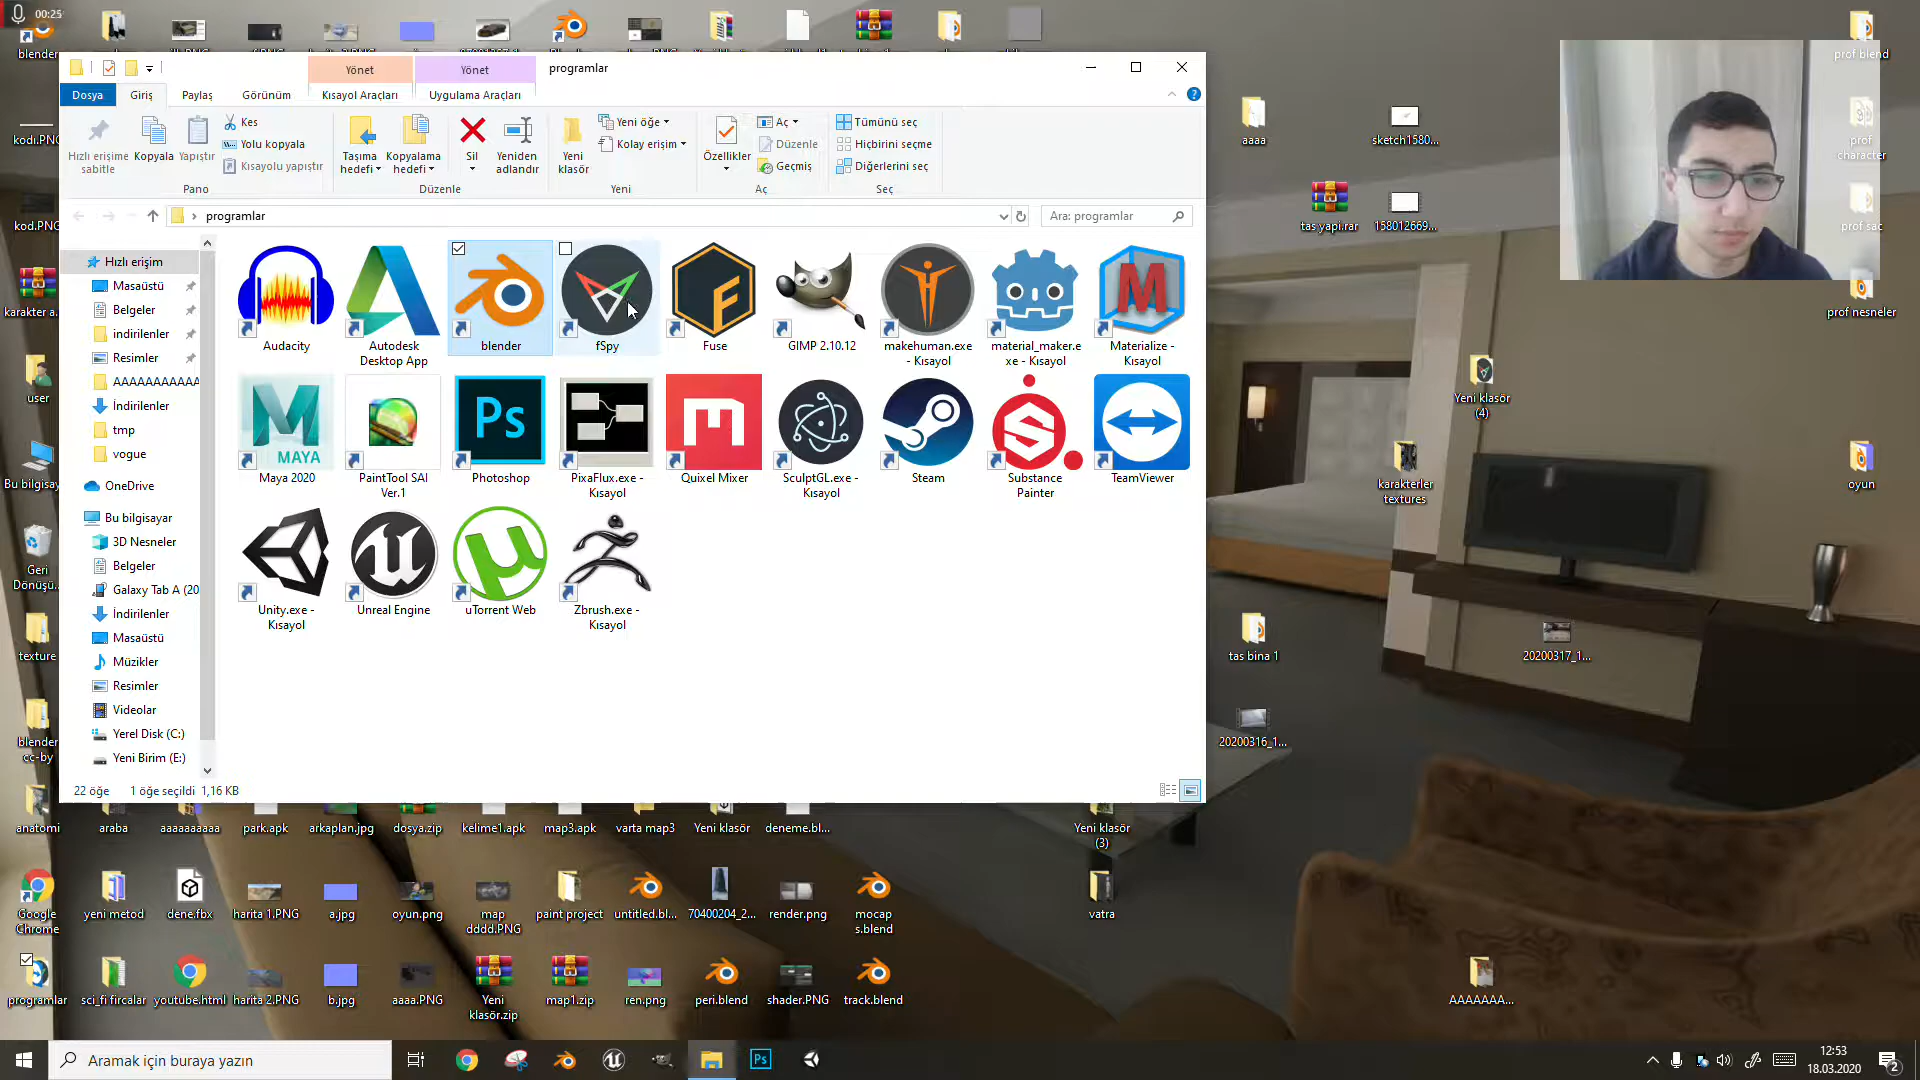 00:25
blender
prof blend
Yönet
Yönet
programlar
Dosya
Giriş
Paylaş
Görünüm
Kısayol Araçları
Uygulama Araçları
Hızlı erişime sabitle
Kopyala
Yapıştır
Kes
Yolu kopyala
Kısayolu yapıştır
Taşıma hedefi
Kopyalama hedefi
Sil
Yeniden adlandır
Yeni klasör
Yeni öğe
Kolay erişim
Özellikler
Aç
Düzenle
Geçmiş
Tümünü seç
Hiçbirini seçme
Diğerlerini seç
Pano
Düzenle
Yeni
Aç
Seç
programlar
Ara: programlar
Hızlı erişim
Masaüstü
Belgeler
indirilenler
Resimler
AAAAAAAAAAA
İndirilenler
tmp
vogue
OneDrive
Bu bilgisayar
3D Nesneler
Belgeler
Galaxy Tab A (20
İndirilenler
Masaüstü
Müzikler
Resimler
Videolar
Yerel Disk (C:)
Yeni Birim (E:)
Audacity
Autodesk Desktop App
blender
fSpy
Fuse
GIMP 2.10.12
makehuman.exe - Kısayol
material_maker.exe - Kısayol
Materialize - Kısayol
MAYA
Ps
Maya 2020
PaintTool SAI Ver.1
Photoshop
PixaFlux.exe - Kısayol
Quixel Mixer
SculptGL.exe - Kısayol
Steam
Substance Painter
TeamViewer
Unity.exe - Kısayol
Unreal Engine
uTorrent Web
Zbrush.exe - Kısayol
22 öğe
1 öğe seçildi
1,16 KB
kodı.PNG
kod.PNG
karakter a.
user
Bu bilgisay
Geri Dönüşü..
texture
blender cc-by
aaaa
sketch1580...
prof character
tas yapi.rar
158012669...
prof sac
prof nesneler
Yeni klasör (4)
karakterler textures
oyun
tas bina 1
20200317_1...
20200316_1...
anatomi
araba
aaaaaaaaaa
park.apk
arkaplan.jpg
dosya.zip
kelime1.apk
map3.apk
varta map3
Yeni klasör
deneme.bl...
Yeni klasör (3)
Google Chrome
yeni metod
dene.fbx
harita 1.PNG
a.jpg
oyun.png
map dddd.PNG
paint project
untitled.bl...
70400204_2...
render.png
mocap s.blend
vatra
programlar
sci_fi fircalar
youtube.html
harita 2.PNG
b.jpg
aaaa.PNG
Yeni klasör.zip
map1.zip
ren.png
peri.blend
shader.PNG
track.blend
AAAAAAA...
Aramak için buraya yazın
Ps
12:53
18.03.2020
2